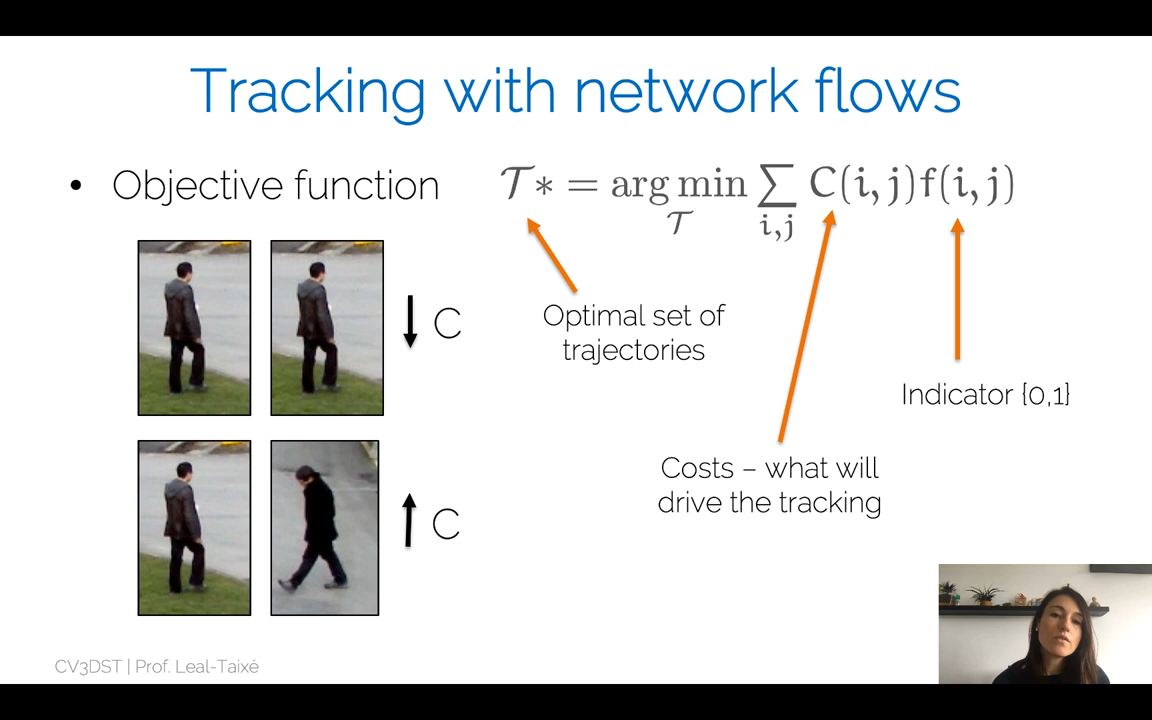 Tracking with network flows
• Objective function
𝒯* = arg min ∑ C(i,j)f(i,j)
𝒯 i,j
C
Optimal set of
trajectories
Indicator {0,1}
Costs – what will
drive the tracking
C
CV3DST | Prof. Leal-Taixé